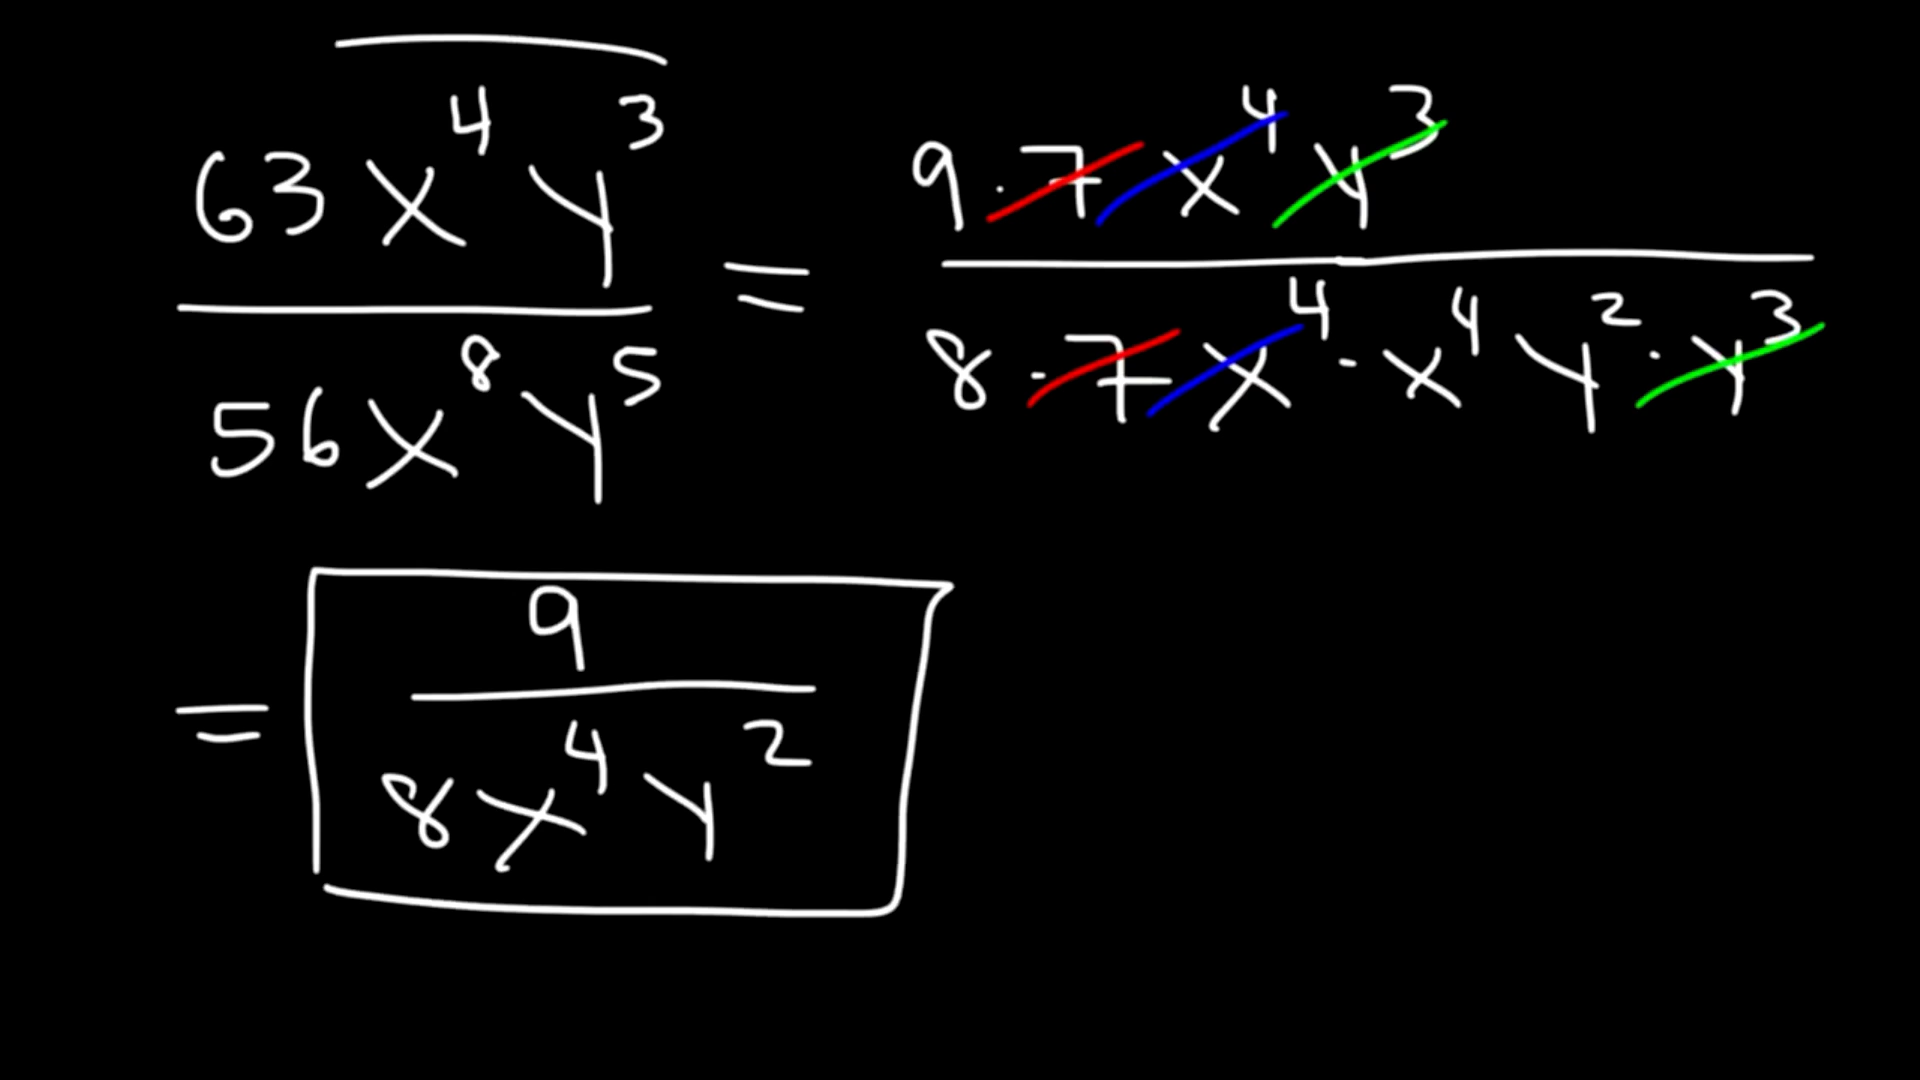 63x⁴y³ / 56x⁸y⁵ = 9·7x⁴y³ / 8·7x⁴·x⁴y²·y³
= 9 / 8x⁴y²